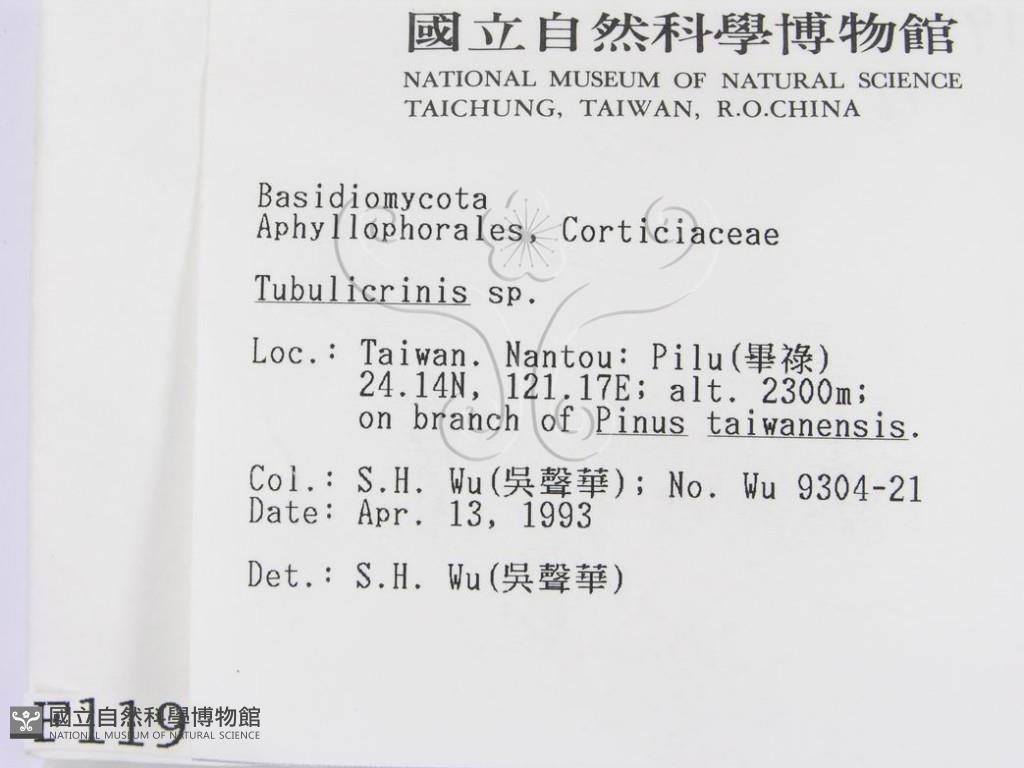 國立自然科學博物館
NATIONAL MUSEUM OF NATURAL SCIENCE
TAICHUNG, TAIWAN, R.O.CHINA
Basidiomycota
Aphyllophorales, Corticiaceae
Tubulicrinis sp.
Loc.: Taiwan. Nantou: Pilu(畢祿)
24.14N, 121.17E; alt. 2300m;
on branch of Pinus taiwanensis.
Col.: S.H. Wu(吳聲華); No. Wu 9304-21
Date: Apr. 13, 1993
Det.: S.H. Wu(吳聲華)
F119
國立自然科學博物館
NATIONAL MUSEUM OF NATURAL SCIENCE